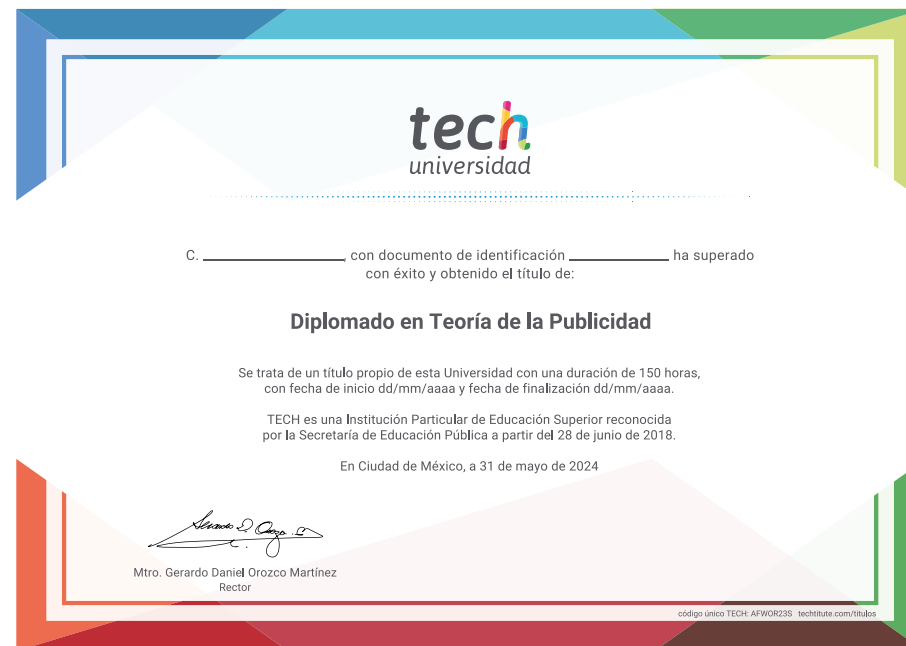 tech
universidad
C. ________________, con documento de identificación ___________ ha superado
con éxito y obtenido el título de:
Diplomado en Teoría de la Publicidad
Se trata de un título propio de esta Universidad con una duración de 150 horas,
con fecha de inicio dd/mm/aaaa y fecha de finalización dd/mm/aaaa.
TECH es una Institución Particular de Educación Superior reconocida
por la Secretaría de Educación Pública a partir del 28 de junio de 2018.
En Ciudad de México, a 31 de mayo de 2024
Mtro. Gerardo Daniel Orozco Martínez
Rector
código único TECH: AFWOR23S techtitute.com/titulos